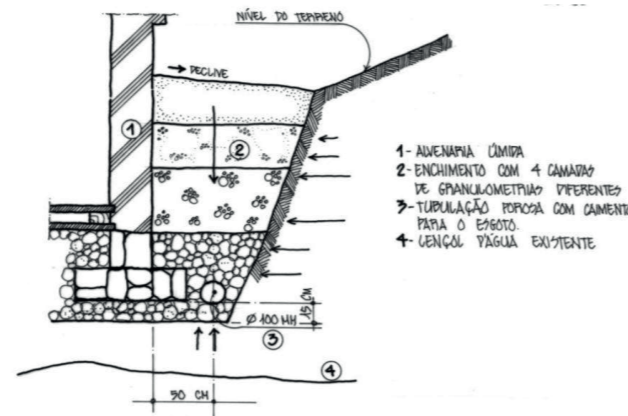 NÍVEL DO TERRENO
→ DECLIVE
1
2
1- ALVENARIA ÚMIDA
2- ENCHIMENTO COM 4 CAMADAS
DE GRANULOMETRIAS DIFERENTES
3- TUBULAÇÃO POROSA COM CAIMENTO
PARA O ESGOTO.
4- LENÇOL D'ÁGUA EXISTENTE
15 CM
Ø 100 MM
3
4
50 CM